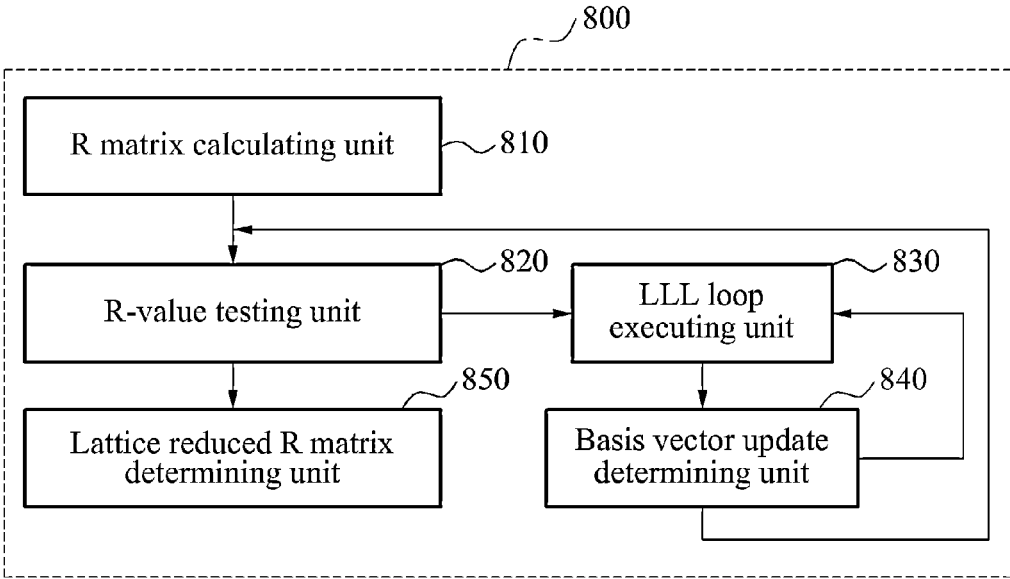 800
R matrix calculating unit
810
820
830
R-value testing unit
LLL loop
executing unit
850
840
Lattice reduced R matrix
determining unit
Basis vector update
determining unit